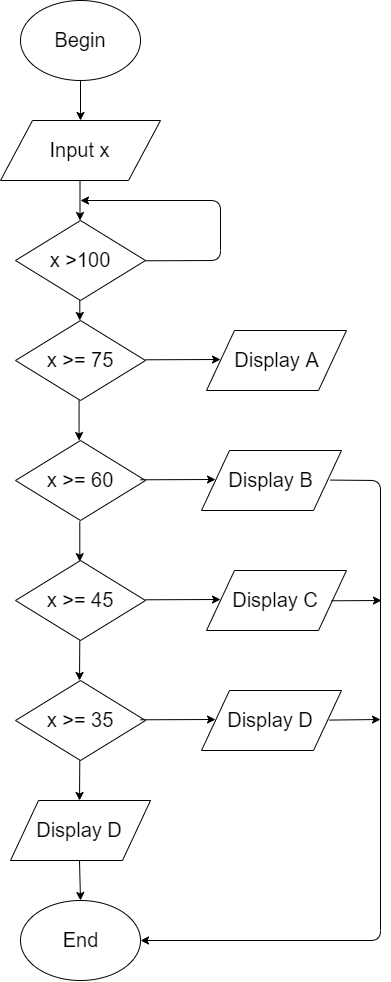 Begin
Input x
x >100
x >= 75
Display A
x >= 60
Display B
x >= 45
Display C
x >= 35
Display D
Display D
End